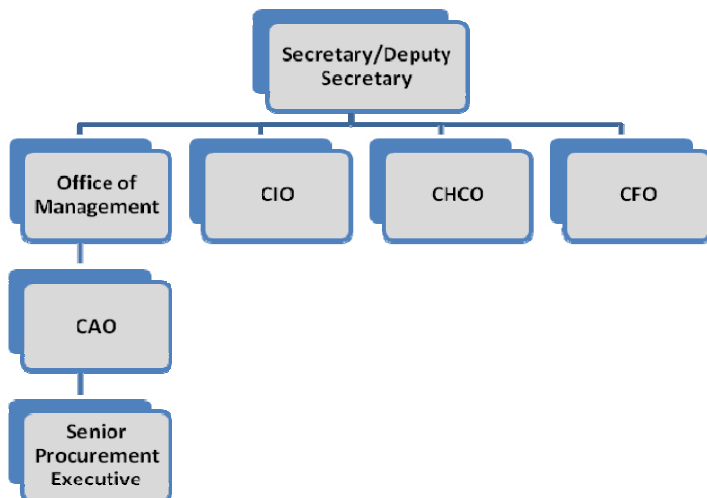 Secretary/Deputy
Secretary
Office of
Management
CIO
CHCO
CFO
CAO
Senior
Procurement
Executive